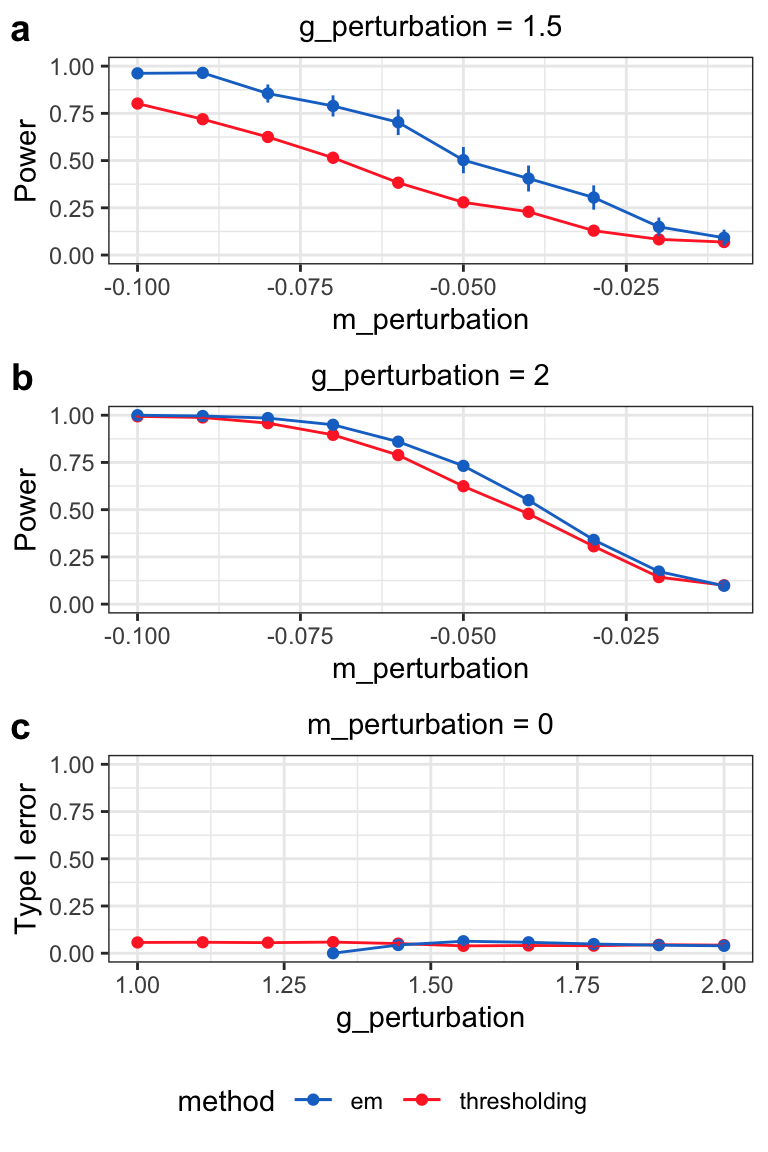 a
g_perturbation = 1.5
Power
1.00
0.75
0.50
0.25
0.00
-0.100 -0.075 -0.050 -0.025
m_perturbation
b
g_perturbation = 2
Power
1.00
0.75
0.50
0.25
0.00
-0.100 -0.075 -0.050 -0.025
m_perturbation
c
m_perturbation = 0
Type I error
1.00
0.75
0.50
0.25
0.00
1.00 1.25 1.50 1.75 2.00
g_perturbation
method em thresholding